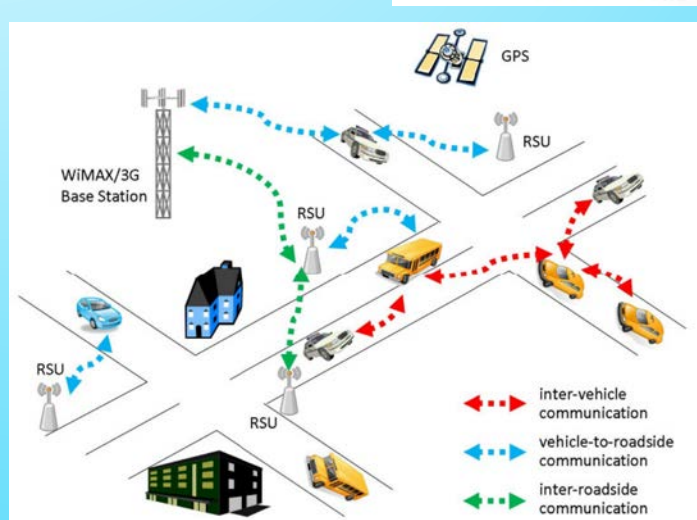 GPS
RSU
WiMAX/3G
Base Station
RSU
RSU
RSU
inter-vehicle
communication
vehicle-to-roadside
communication
inter-roadside
communication